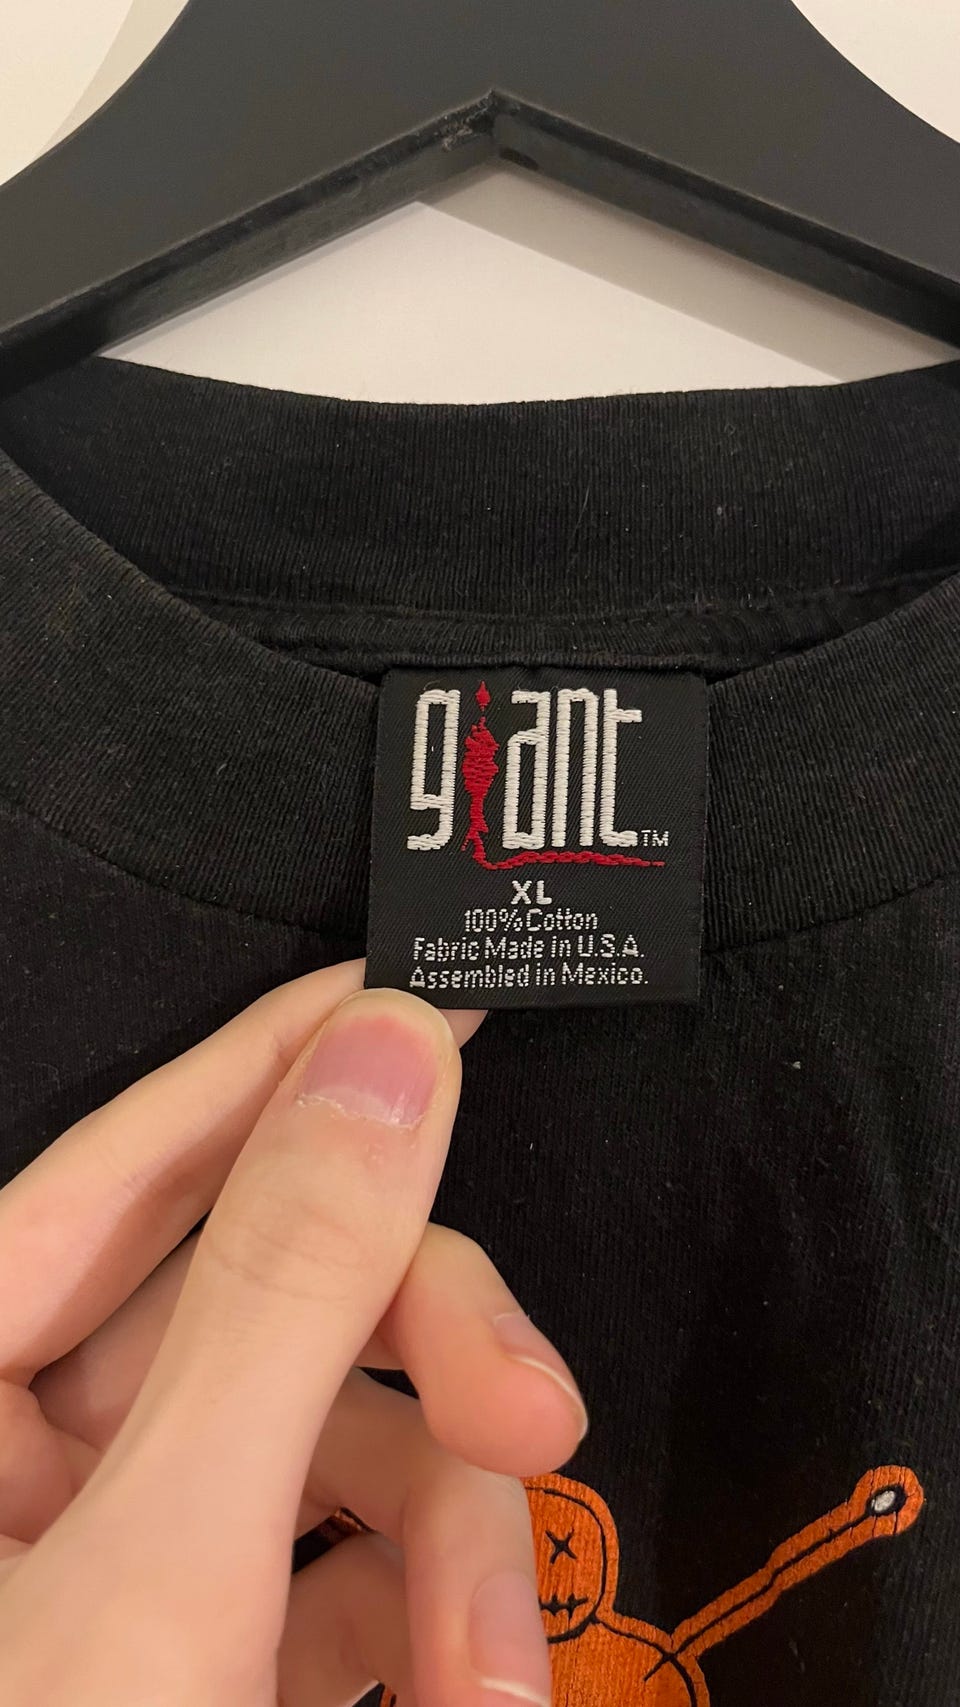 giant™
XL
100% Cotton
Fabric Made in U.S.A.
Assembled in Mexico.